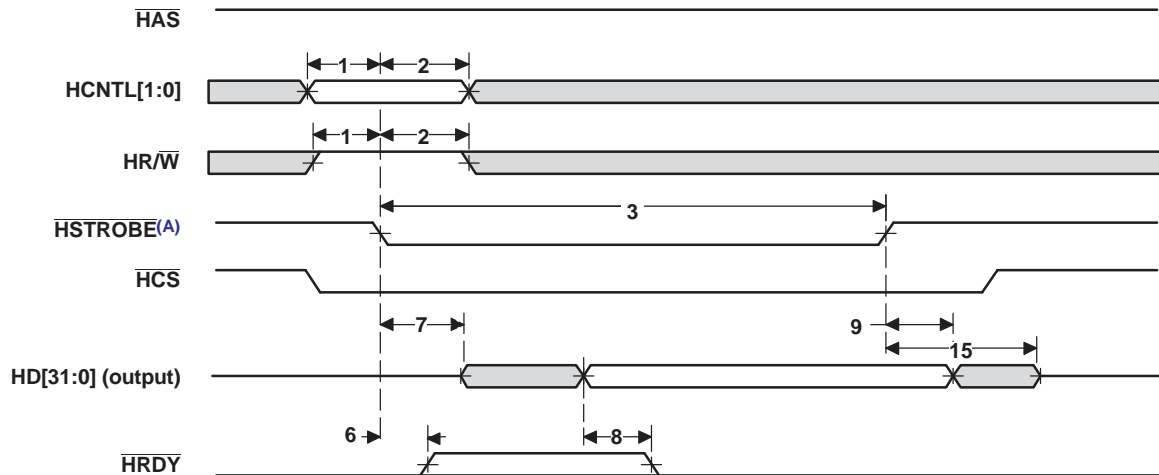 HAS
1 2
HCNTL[1:0]
1 2
HR/W
3
HSTROBE(A)
HCS
7 9
15
HD[31:0] (output)
6 8
HRDY